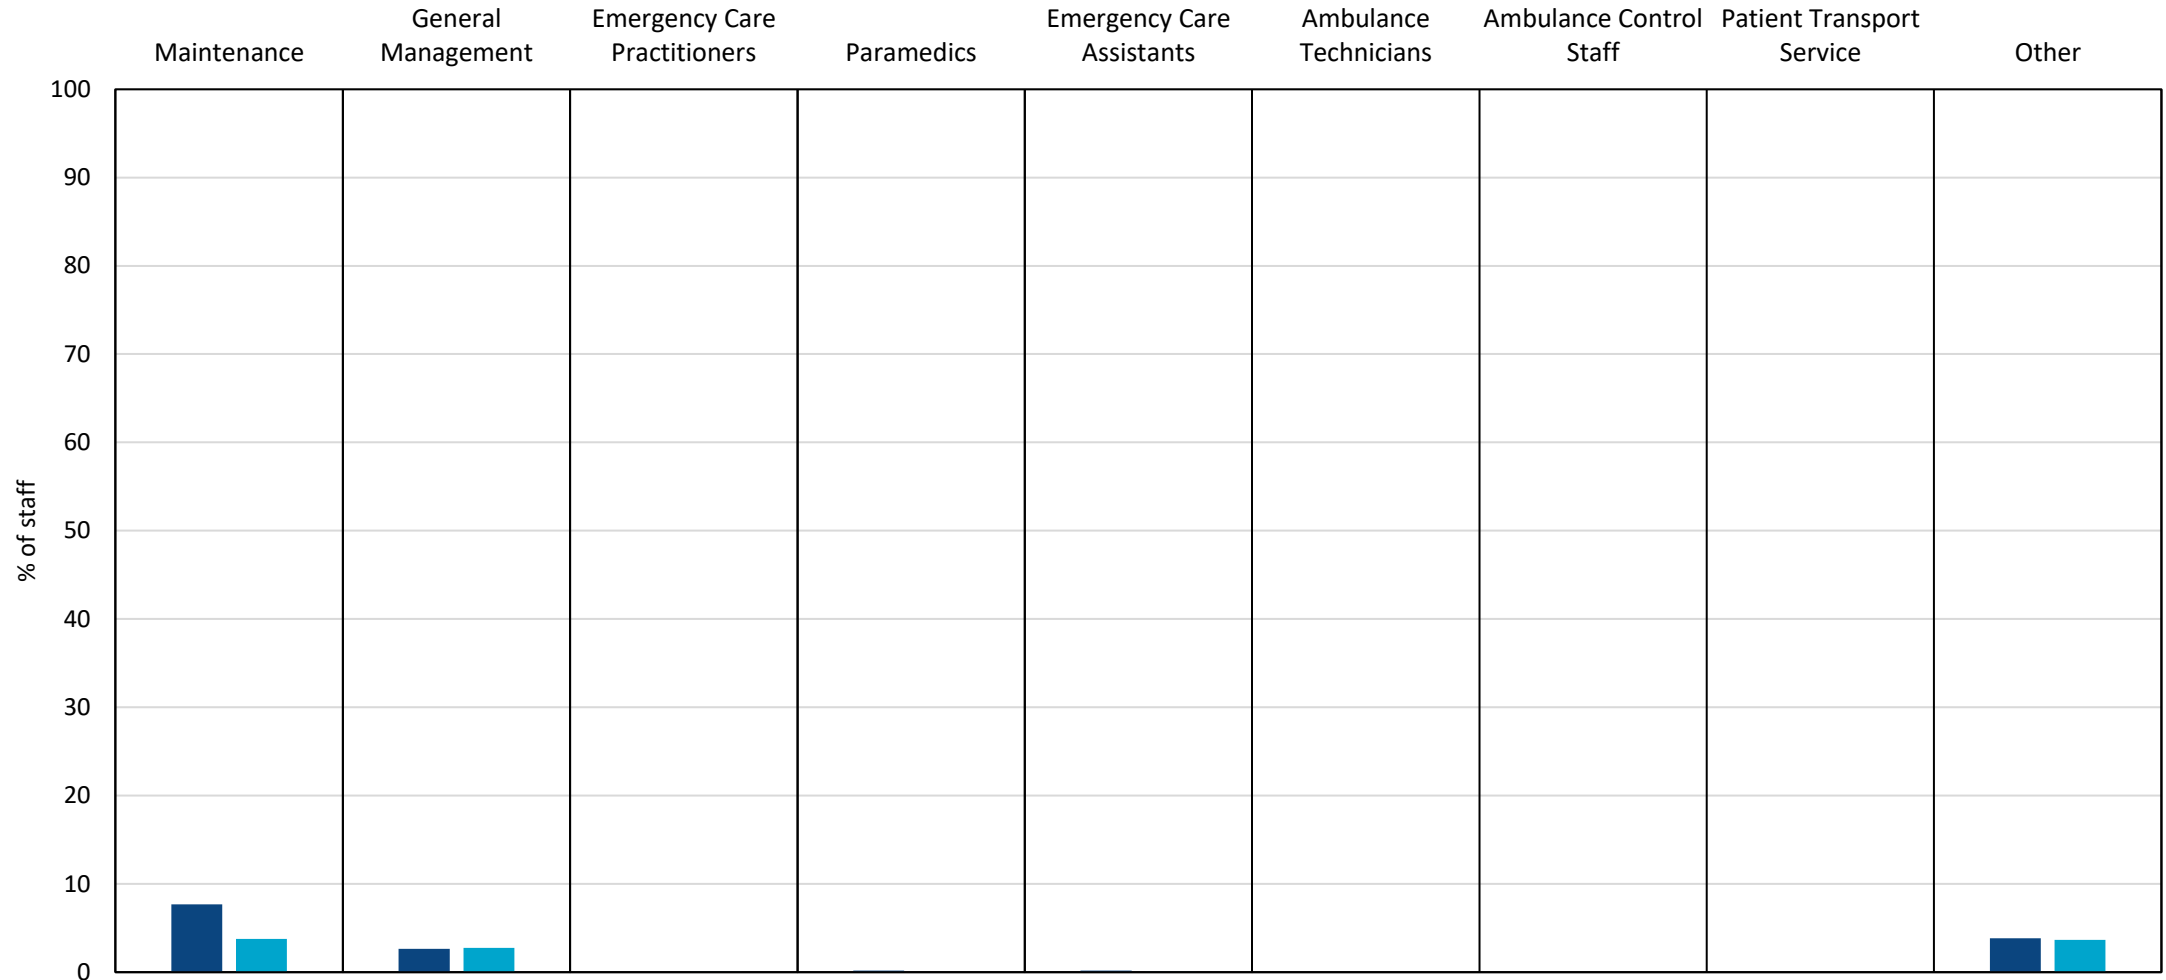 Maintenance
General
Management
Emergency Care
Practitioners
Paramedics
Emergency Care
Assistants
Ambulance
Technicians
Ambulance Control
Staff
Patient Transport
Service
Other
100
90
80
70
60
50
40
30
20
10
0
% of staff